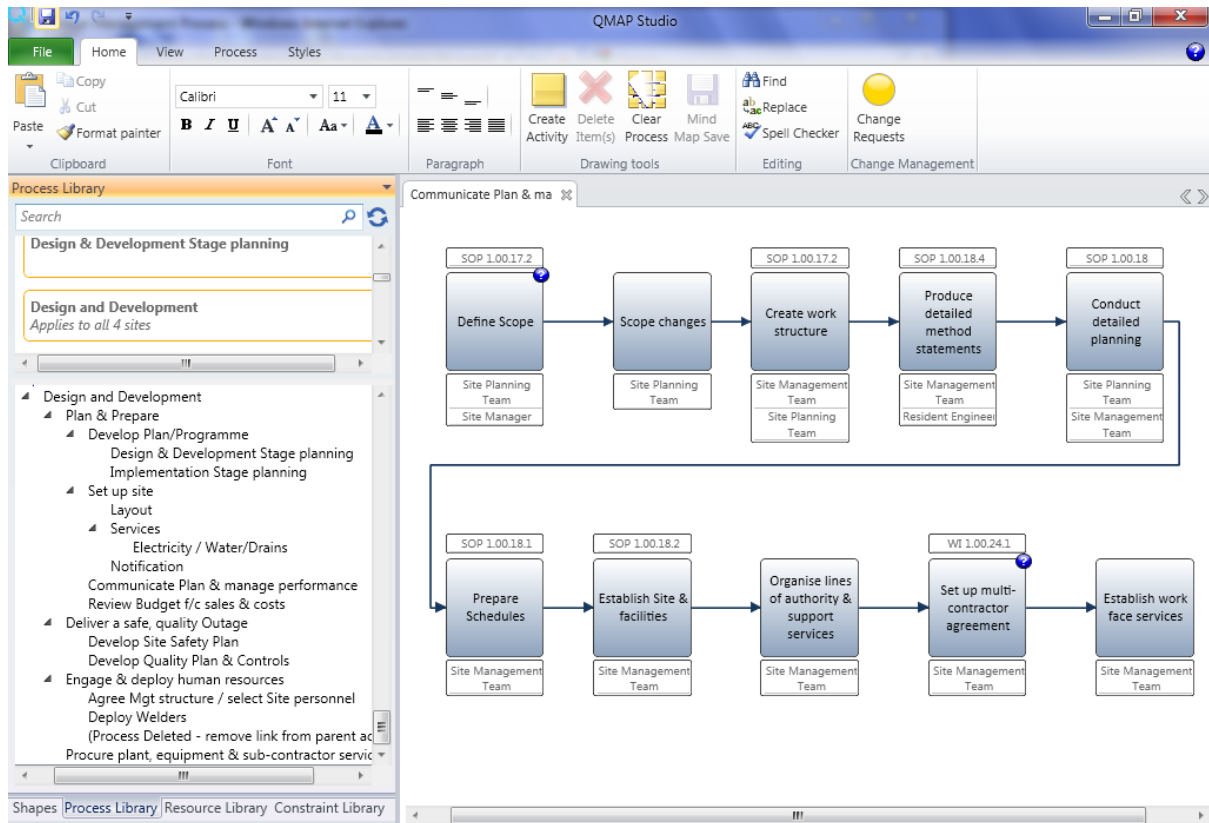 QMAP Studio
File Home View Process Styles
Copy
Cut
Paste
Format painter
Clipboard
Calibri 11
B I U A A Aa A
Font
Paragraph
Create Activity
Delete Item(s)
Clear Process
Mind Map Save
Drawing tools
Find
Replace
Spell Checker
Editing
Change Requests
Change Management
Process Library
Search
Design & Development Stage planning
Design and Development
Applies to all 4 sites
Design and Development
Plan & Prepare
Develop Plan/Programme
Design & Development Stage planning
Implementation Stage planning
Set up site
Layout
Services
Electricity / Water/Drains
Notification
Communicate Plan & manage performance
Review Budget f/c sales & costs
Deliver a safe, quality Outage
Develop Site Safety Plan
Develop Quality Plan & Controls
Engage & deploy human resources
Agree Mgt structure / select Site personnel
Deploy Welders
(Process Deleted - remove link from parent ac
Procure plant, equipment & sub-contractor servic
Shapes Process Library Resource Library Constraint Library
Communicate Plan & ma
SOP 1.00.17.2
Define Scope
Site Planning
Team
Site Manager
Scope changes
Site Planning
Team
SOP 1.00.17.2
Create work
structure
Site Management
Team
Site Planning
Team
SOP 1.00.18.4
Produce
detailed
method
statements
Site Management
Team
Resident Engineer
SOP 1.00.18
Conduct
detailed
planning
Site Planning
Team
Site Management
Team
SOP 1.00.18.1
Prepare
Schedules
Site Management
Team
SOP 1.00.18.2
Establish Site &
facilities
Site Management
Team
Organise lines
of authority &
support
services
Site Management
Team
WI 1.00.24.1
Set up multi-
contractor
agreement
Site Management
Team
Establish work
face services
Site Management
Team